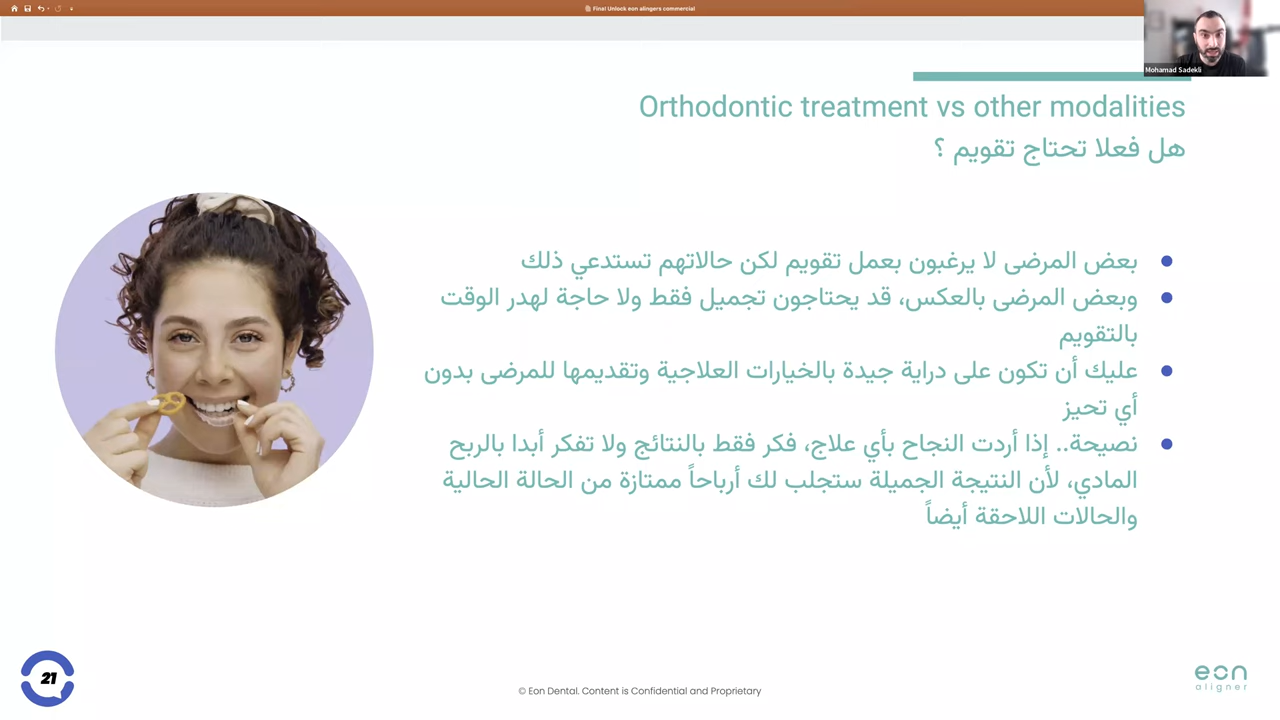 Final Unlock eon alingers commercial
Mohamad Sadekli
Orthodontic treatment vs other modalities
هل فعلا تحتاج تقويم ؟
بعض المرضى لا يرغبون بعمل تقويم لكن حالاتهم تستدعي ذلك
وبعض المرضى بالعكس، قد يحتاجون تجميل فقط ولا حاجة لهدر الوقت
بالتقويم
عليك أن تكون على دراية جيدة بالخيارات العلاجية وتقديمها للمرضى بدون
أي تحيز
نصيحة.. إذا أردت النجاح بأي علاج، فكر فقط بالنتائج ولا تفكر أبدا بالربح
المادي، لأن النتيجة الجميلة ستجلب لك أرباحاً ممتازة من الحالة الحالية
والحالات اللاحقة أيضاً
21
© Eon Dental. Content is Confidential and Proprietary
eon
aligner